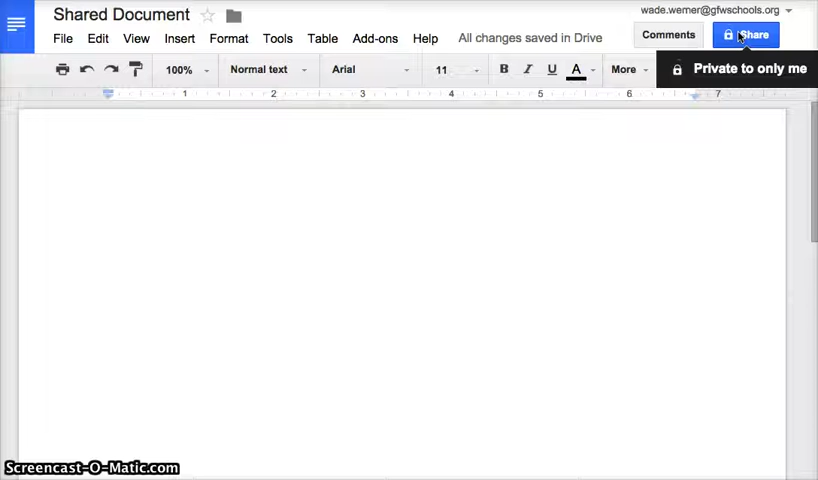 Shared Document
wade.werner@gfwschools.org
File Edit View Insert Format Tools Table Add-ons Help All changes saved in Drive Comments Share
100% Normal text Arial 11 B I U A More Private to only me
1 2 3 4 5 6 7
Screencast-O-Matic.com